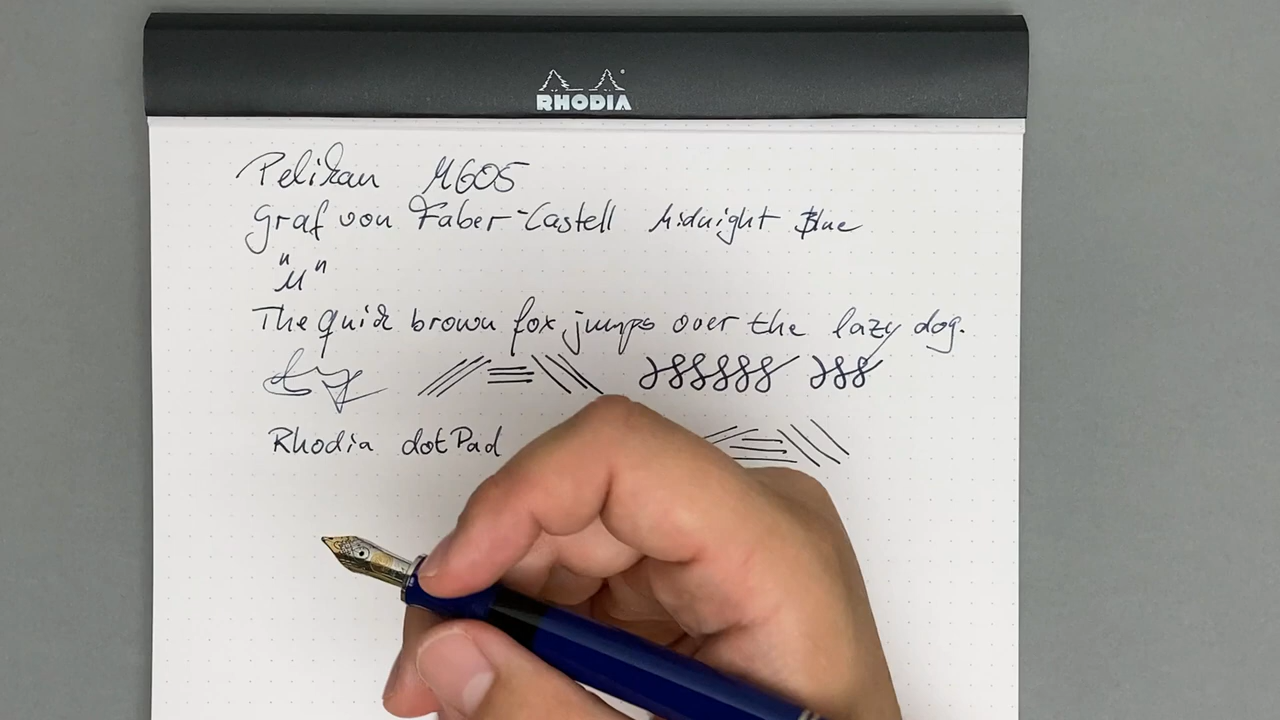 RHODIA
Pelikan M605
Graf von Faber-Castell Midnight Blue
"M"
The quick brown fox jumps over the lazy dog.
Rhodia dotPad